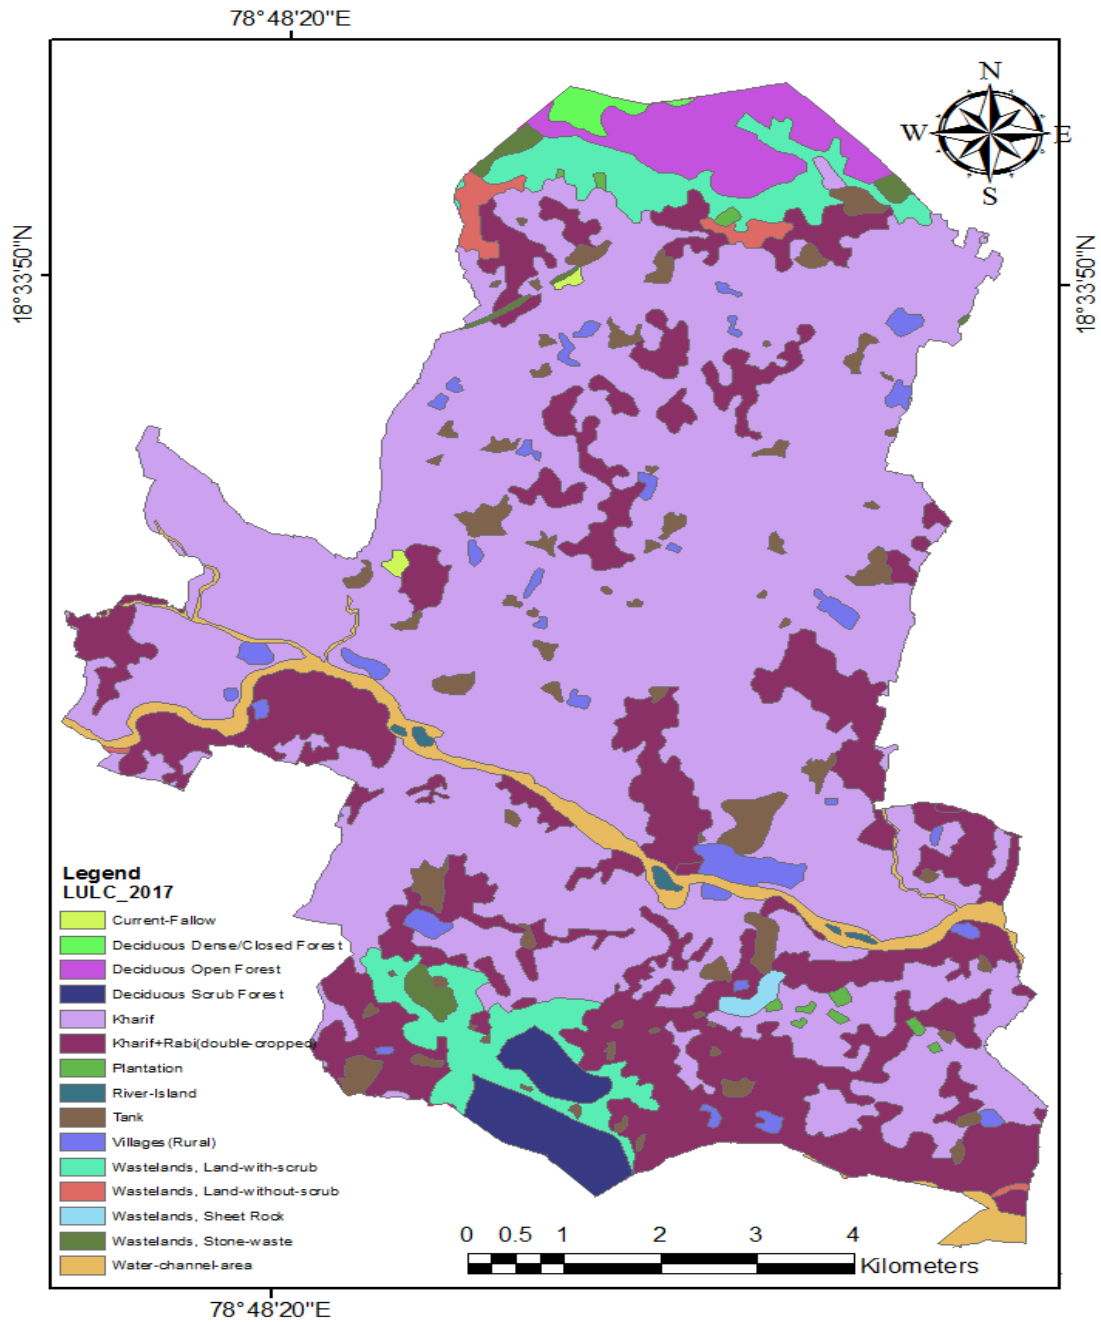 78°48'20"E
N
W E
S
18°33'50"N
18°33'50"N
Legend
LULC_2017
Current-Fallow
Deciduous Dense/Closed Forest
Deciduous Open Forest
Deciduous Scrub Forest
Kharif
Kharif+Rabi(double-cropped)
Plantation
River-Island
Tank
Villages(Rural)
Wastelands, Land-with-scrub
Wastelands, Land-without-scrub
Wastelands, Sheet Rock
Wastelands, Stone-waste
Water-channel-area
0 0.5 1 2 3 4
Kilometers
78°48'20"E